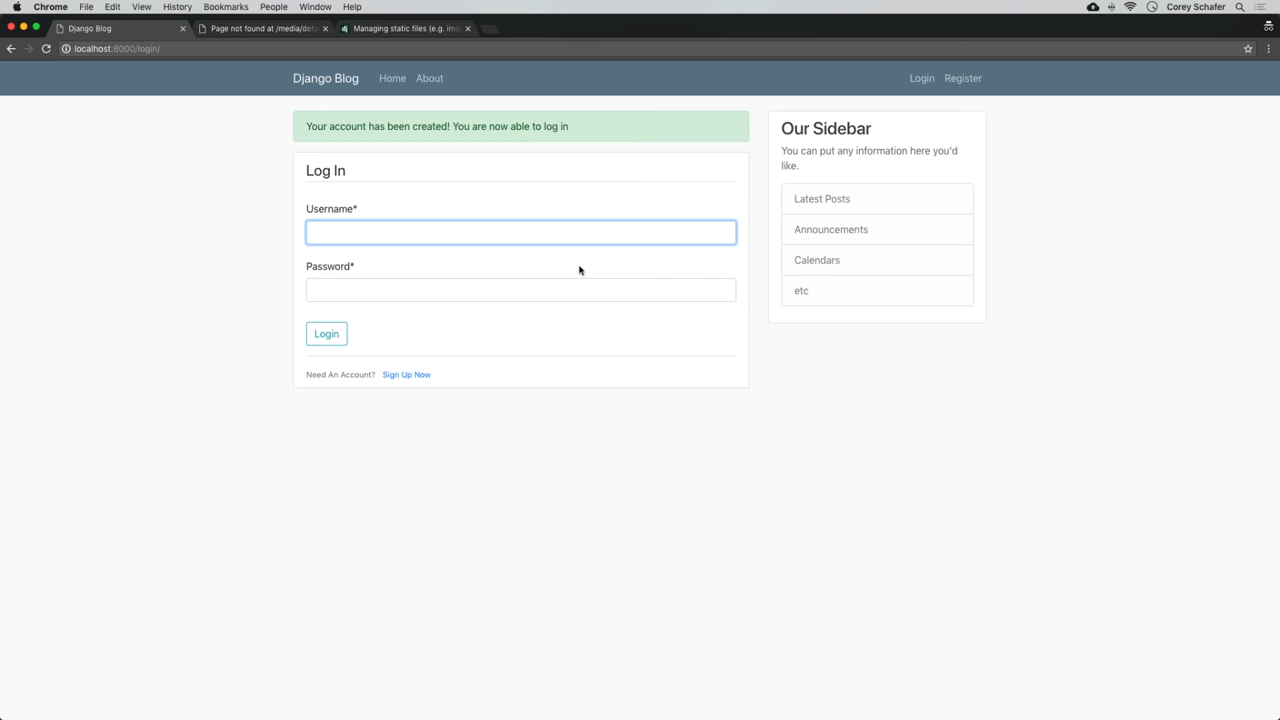 Chrome File Edit View History Bookmarks People Window Help Corey Schafer
Django Blog Page not found at /media/defa Managing static files (e.g. ima
localhost:8000/login/
Django Blog Home About Login Register
Your account has been created! You are now able to log in
Log In
Username*
Password*
Login
Need An Account? Sign Up Now
Our Sidebar
You can put any information here you'd
like.
Latest Posts
Announcements
Calendars
etc